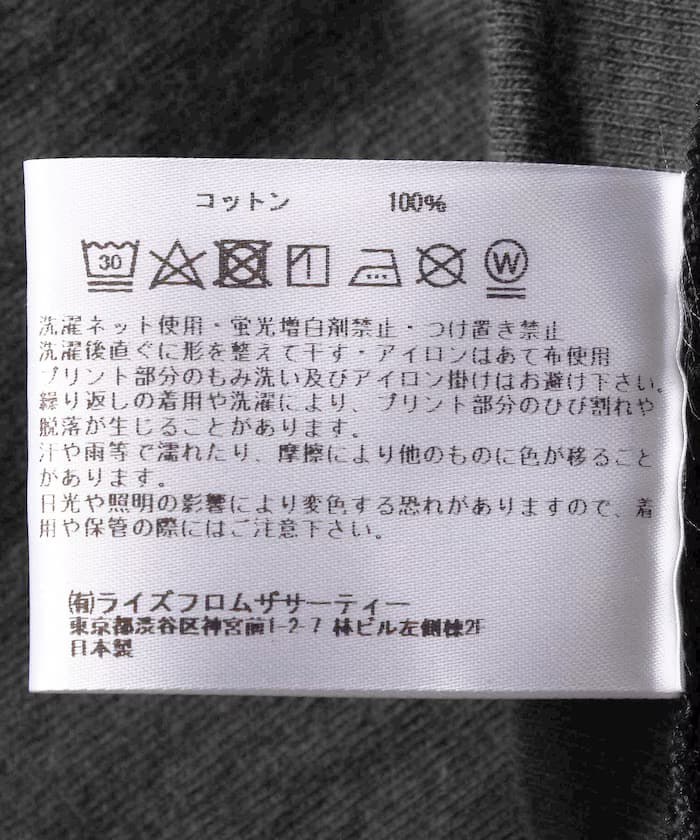 コットン 100%
30 W
洗濯ネット使用・蛍光増白剤禁止・つけ置き禁止
洗濯後直ぐに形を整えて干す・アイロンはあて布使用
プリント部分のもみ洗い及びアイロン掛けはお避け下さい。
繰り返しの着用や洗濯により、プリント部分のひび割れや
脱落が生じることがあります。
汗や雨等で濡れたり、摩擦により他のものに色が移ること
があります。
日光や照明の影響により変色する恐れがありますので、着
用や保管の際にはご注意下さい。
㈲ライズフロムザサーティー
東京都渋谷区神宮前1-2-7 林ビル左側棟2F
日本製